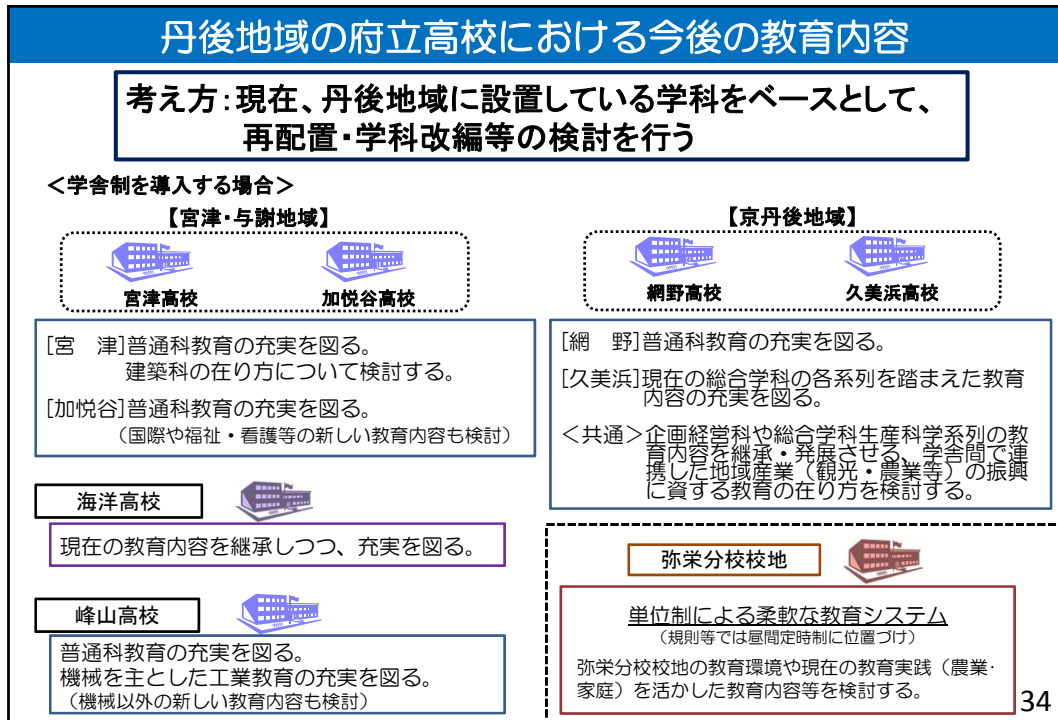 丹後地域の府立高校における今後の教育内容
考え方：現在、丹後地域に設置している学科をベースとして、
再配置・学科改編等の検討を行う
＜学舎制を導入する場合＞
【宮津・与謝地域】
宮津高校
加悦谷高校
[宮　津]普通科教育の充実を図る。
建築科の在り方について検討する。
[加悦谷]普通科教育の充実を図る。
（国際や福祉・看護等の新しい教育内容も検討）
【京丹後地域】
網野高校
久美浜高校
[網　野]普通科教育の充実を図る。
[久美浜]現在の総合学科の各系列を踏まえた教育
内容の充実を図る。
＜共通＞企画経営科や総合学科生産科学系列の教
育内容を継承・発展させる、学舎間で連
携した地域産業（観光・農業等）の振興
に資する教育の在り方を検討する。
海洋高校
現在の教育内容を継承しつつ、充実を図る。
峰山高校
普通科教育の充実を図る。
機械を主とした工業教育の充実を図る。
（機械以外の新しい教育内容も検討）
弥栄分校校地
単位制による柔軟な教育システム
（規則等では昼間定時制に位置づけ）
弥栄分校校地の教育環境や現在の教育実践（農業・
家庭）を活かした教育内容等を検討する。
34